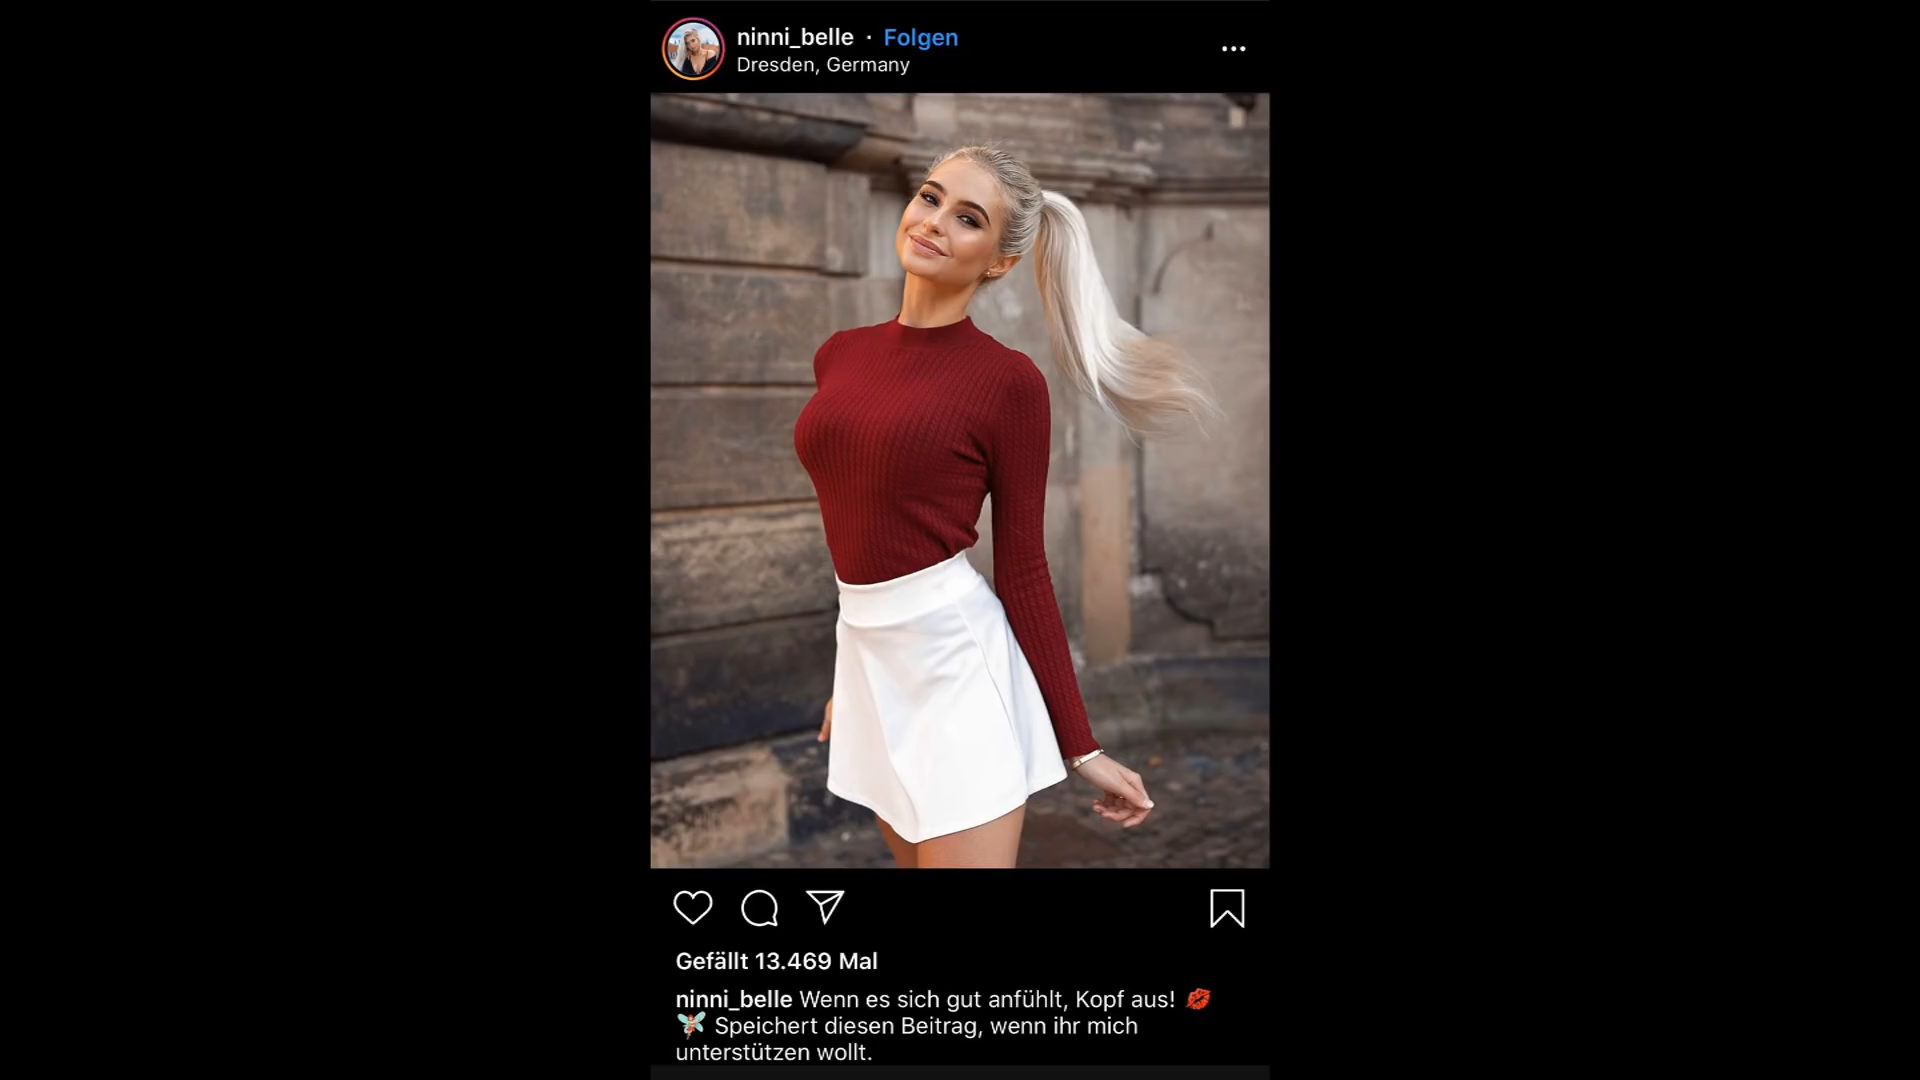 ninni_belle · Folgen
Dresden, Germany
Gefällt 13.469 Mal
ninni_belle Wenn es sich gut anfühlt, Kopf aus! 💋
🧚 Speichert diesen Beitrag, wenn ihr mich
unterstützen wollt.